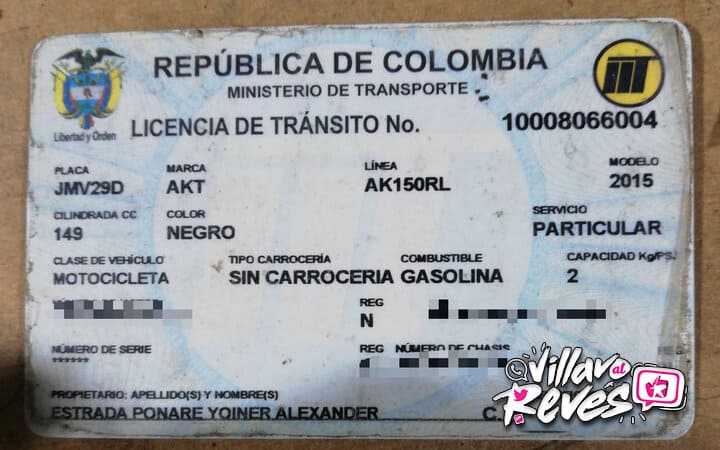 REPÚBLICA DE COLOMBIA
MINISTERIO DE TRANSPORTE
Libertad y Orden
LICENCIA DE TRÁNSITO No. 10008066004
PLACA MARCA LÍNEA MODELO
JMV29D AKT AK150RL 2015
CILINDRADA CC COLOR SERVICIO
149 NEGRO PARTICULAR
CLASE DE VEHÍCULO TIPO CARROCERÍA COMBUSTIBLE CAPACIDAD Kg/PSJ
MOTOCICLETA SIN CARROCERIA GASOLINA 2
REG
N
NÚMERO DE SERIE REG NÚMERO DE CHASIS REG
******
PROPIETARIO: APELLIDO(S) Y NOMBRE(S)
ESTRADA PONARE YOINER ALEXANDER C.
Villav al Revés